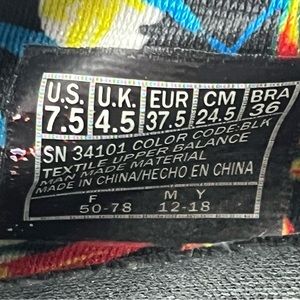 U.S. U.K. EUR CM BRA
7.5 4.5 37.5 24.5 36
SN 34101 COLOR CODE:BLK
TEXTILE UPPER BALANCE
MAN MADE MATERIAL
MADE IN CHINA/HECHO EN CHINA
F M Y
50-78 12-18